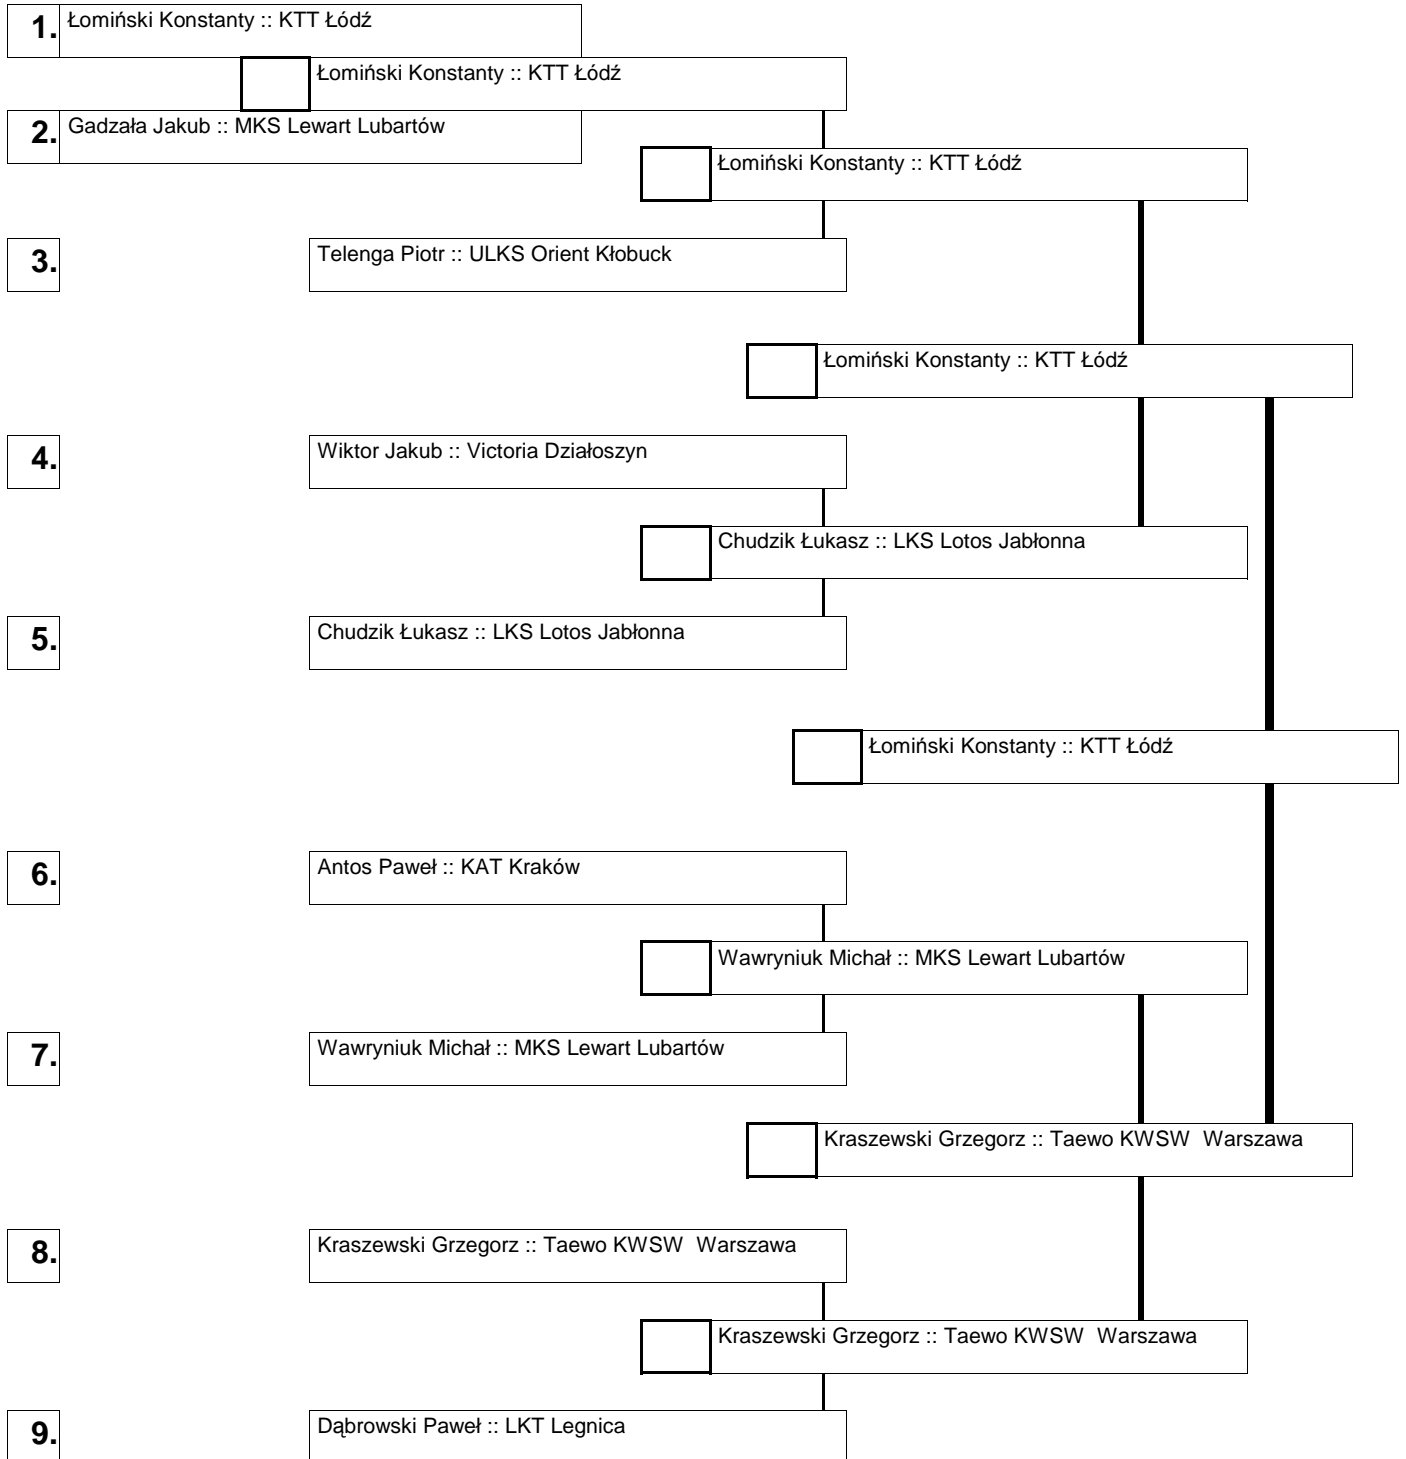 1. Łomiński Konstanty :: KTT Łódź
Łomiński Konstanty :: KTT Łódź
2. Gadzała Jakub :: MKS Lewart Lubartów
Łomiński Konstanty :: KTT Łódź
3. Telenga Piotr :: ULKS Orient Kłobuck
Łomiński Konstanty :: KTT Łódź
4. Wiktor Jakub :: Victoria Działoszyn
Chudzik Łukasz :: LKS Lotos Jabłonna
5. Chudzik Łukasz :: LKS Lotos Jabłonna
Łomiński Konstanty :: KTT Łódź
6. Antos Paweł :: KAT Kraków
Wawryniuk Michał :: MKS Lewart Lubartów
7. Wawryniuk Michał :: MKS Lewart Lubartów
Kraszewski Grzegorz :: Taewo KWSW  Warszawa
8. Kraszewski Grzegorz :: Taewo KWSW  Warszawa
Kraszewski Grzegorz :: Taewo KWSW  Warszawa
9. Dąbrowski Paweł :: LKT Legnica